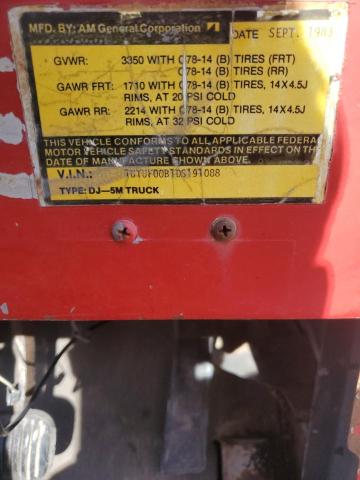 MFD. BY: AM General Corporation DATE SEPT. 1983
GVWR: 3350 WITH C78-14 (B) TIRES (FRT)
C78-14 (B) TIRES (RR)
GAWR FRT: 1710 WITH C78-14 (B) TIRES, 14X4.5J
RIMS, AT 20 PSI COLD
GAWR RR: 2214 WITH C78-14 (B) TIRES, 14X4.5J
RIMS, AT 32 PSI COLD
THIS VEHICLE CONFORMS TO ALL APPLICABLE FEDERAL
MOTOR VEHICLE SAFETY STANDARDS IN EFFECT ON THE
DATE OF MANUFACTURE SHOWN ABOVE.
V.I.N.:
TYPE: DJ—5M TRUCK